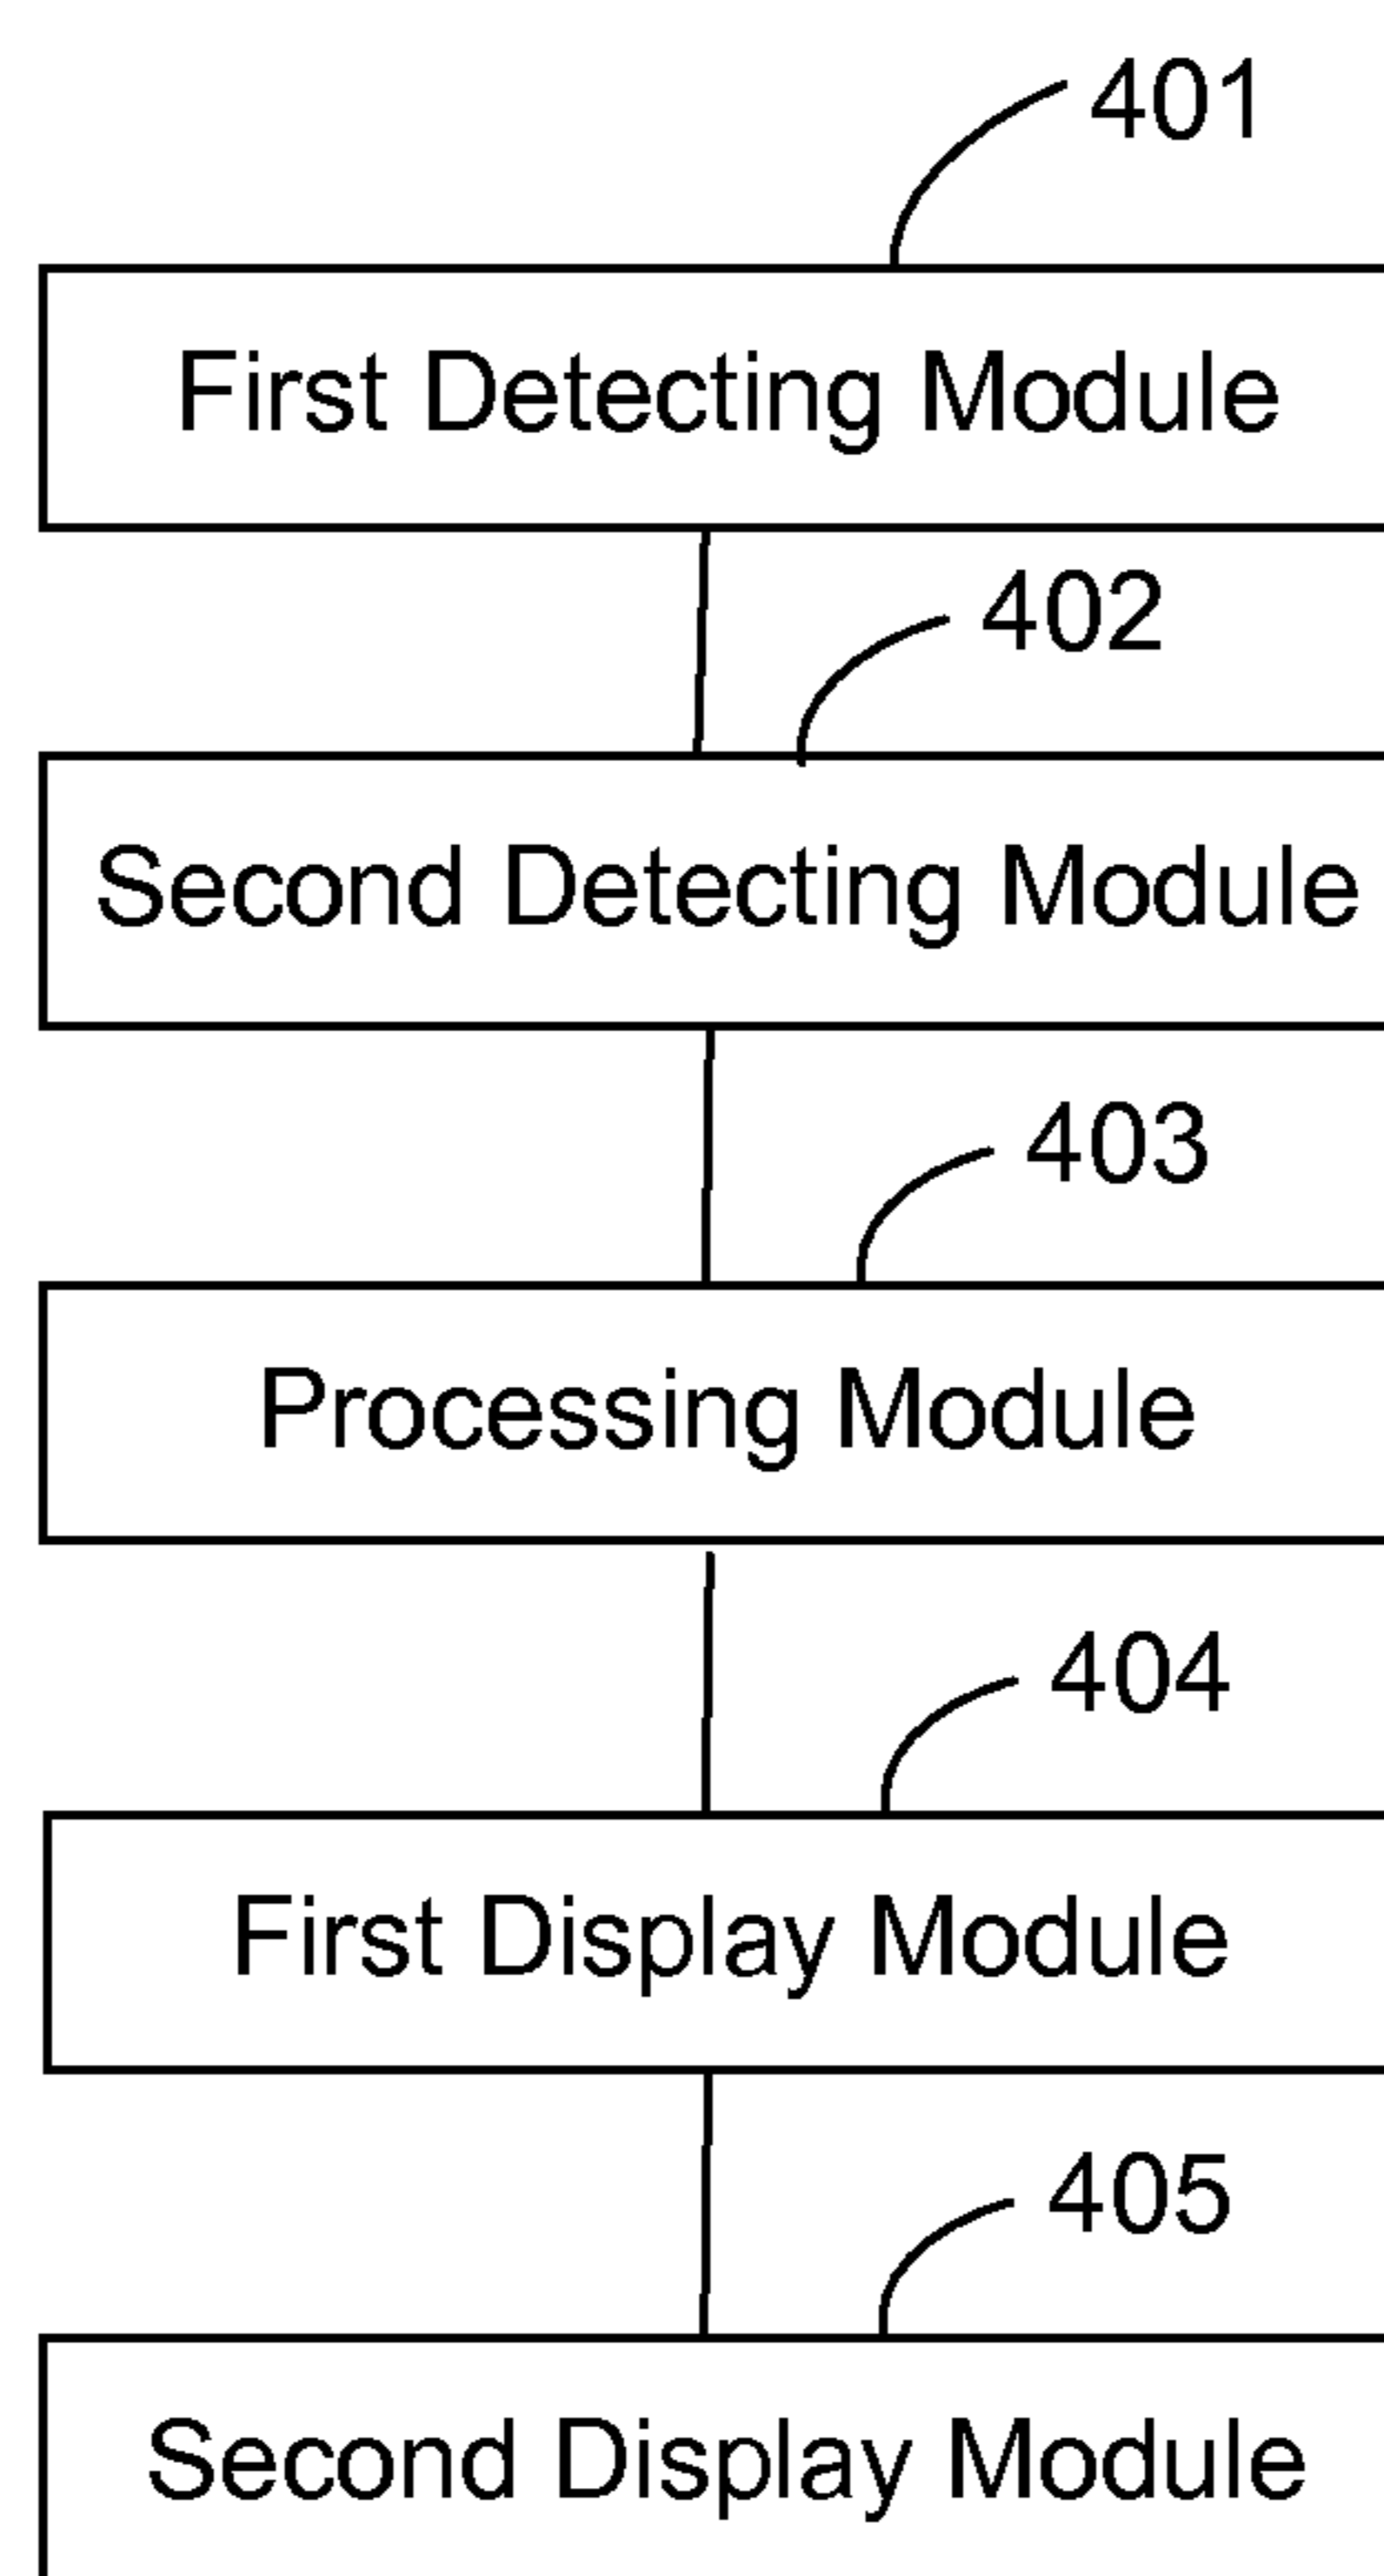 401
First Detecting Module
402
Second Detecting Module
403
Processing Module
404
First Display Module
405
Second Display Module